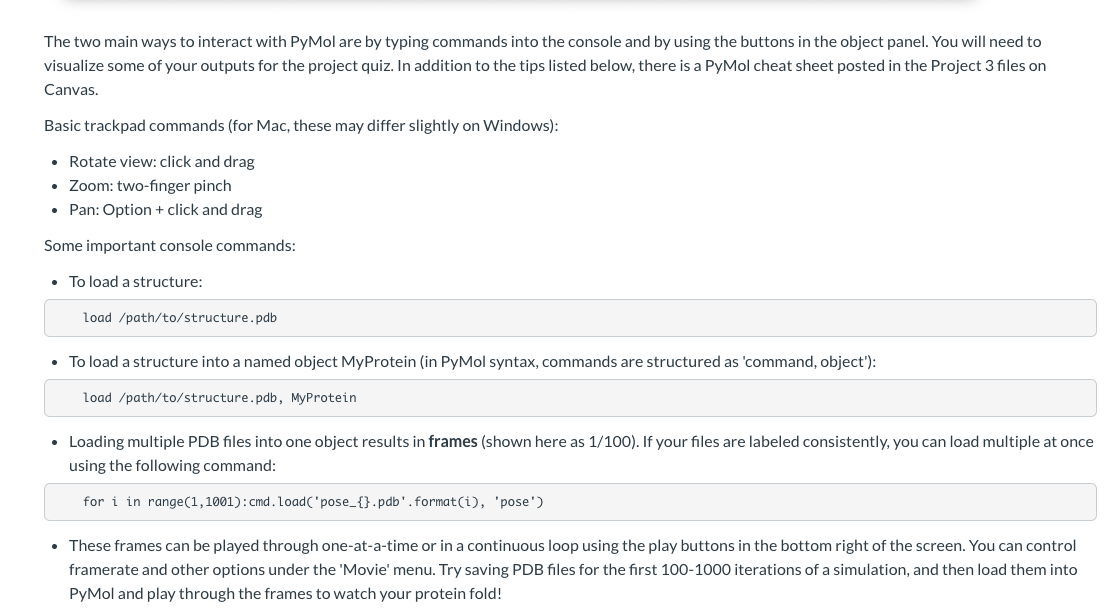 The two main ways to interact with PyMol are by typing commands into the console and by using the buttons in the object panel. You will need to
visualize some of your outputs for the project quiz. In addition to the tips listed below, there is a PyMol cheat sheet posted in the Project 3 files on
Canvas.
Basic trackpad commands (for Mac, these may differ slightly on Windows):
• Rotate view: click and drag
• Zoom: two-finger pinch
• Pan: Option + click and drag
Some important console commands:
• To load a structure:
load /path/to/structure.pdb
• To load a structure into a named object MyProtein (in PyMol syntax, commands are structured as 'command, object'):
load /path/to/structure.pdb, MyProtein
• Loading multiple PDB files into one object results in frames (shown here as 1/100). If your files are labeled consistently, you can load multiple at once
using the following command:
for i in range(1,1001):cmd.load('pose_{}.pdb'.format(i), 'pose')
• These frames can be played through one-at-a-time or in a continuous loop using the play buttons in the bottom right of the screen. You can control
framerate and other options under the 'Movie' menu. Try saving PDB files for the first 100-1000 iterations of a simulation, and then load them into
PyMol and play through the frames to watch your protein fold!